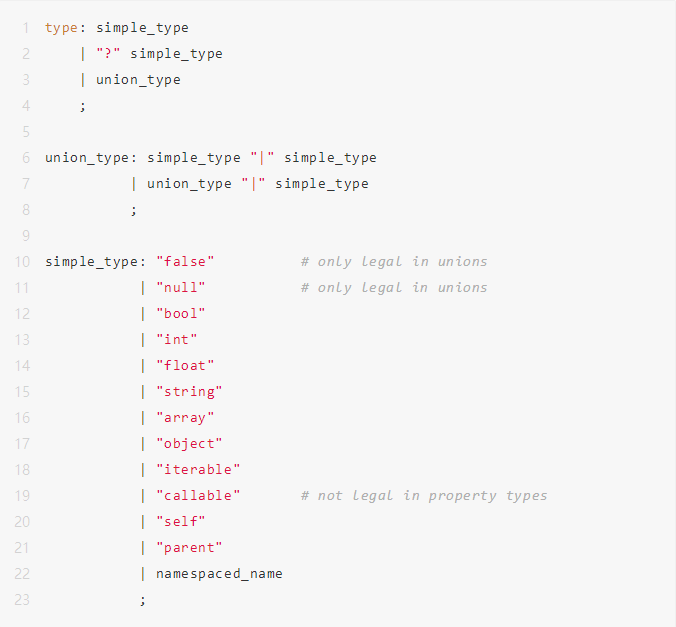 1 type: simple_type
2     | "?" simple_type
3     | union_type
4     ;
5
6 union_type: simple_type "|" simple_type
7           | union_type "|" simple_type
8           ;
9
10 simple_type: "false"          # only legal in unions
11            | "null"           # only legal in unions
12            | "bool"
13            | "int"
14            | "float"
15            | "string"
16            | "array"
17            | "object"
18            | "iterable"
19            | "callable"       # not legal in property types
20            | "self"
21            | "parent"
22            | namespaced_name
23            ;